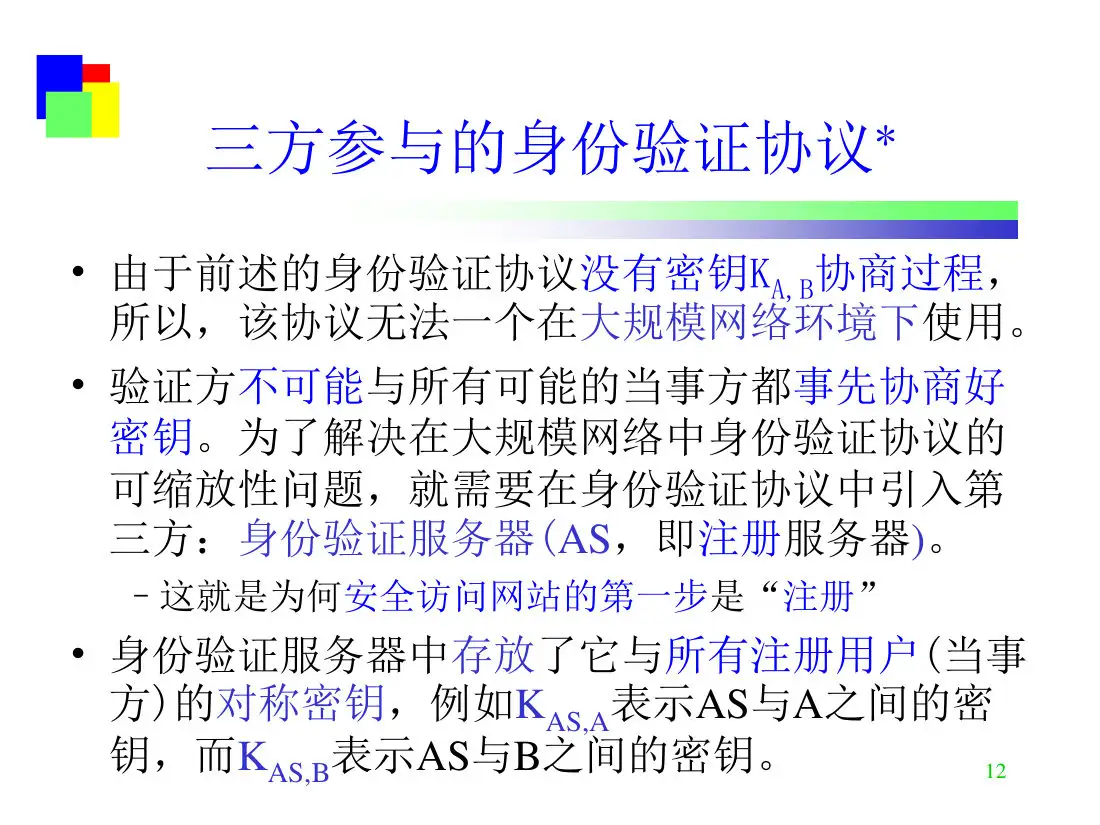 三方参与的身份验证协议*
• 由于前述的身份验证协议没有密钥KA,B协商过程，
所以，该协议无法一个在大规模网络环境下使用。
• 验证方不可能与所有可能的当事方都事先协商好
密钥。为了解决在大规模网络中身份验证协议的
可缩放性问题，就需要在身份验证协议中引入第
三方：身份验证服务器(AS，即注册服务器)。
–这就是为何安全访问网站的第一步是“注册”
• 身份验证服务器中存放了它与所有注册用户(当事
方)的对称密钥，例如KAS,A表示AS与A之间的密
钥，而KAS,B表示AS与B之间的密钥。
12